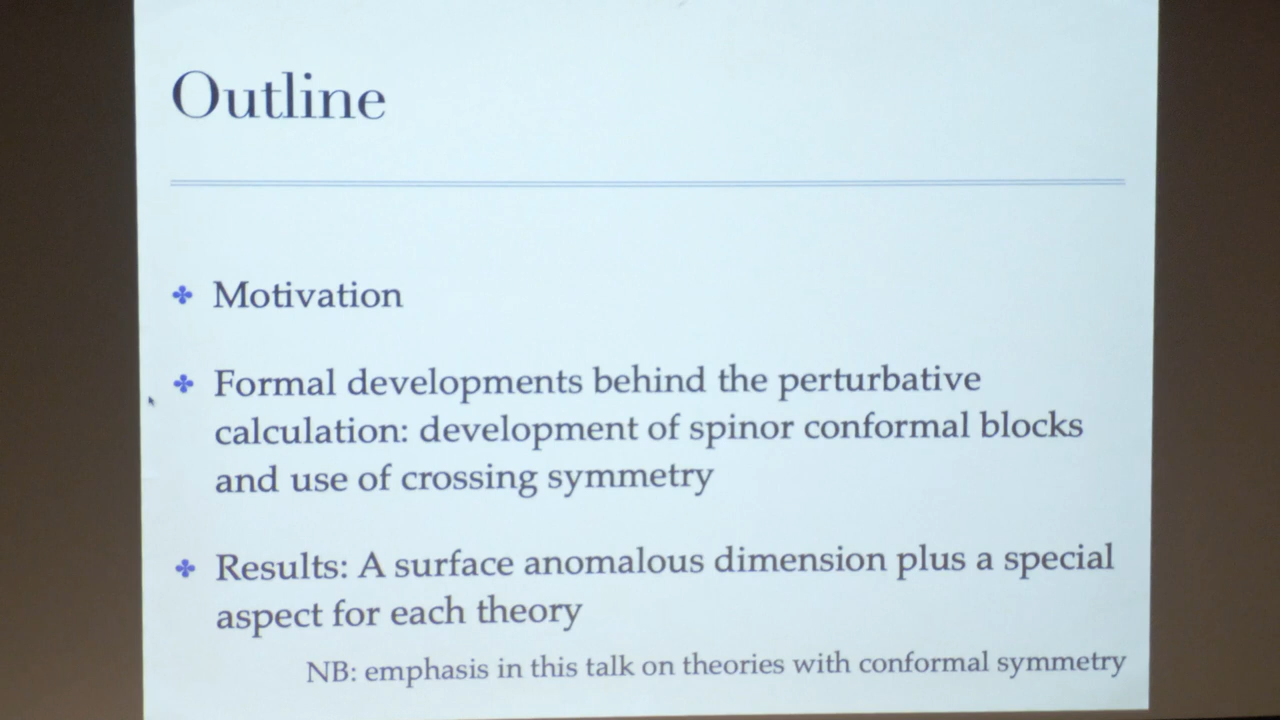 Outline
Motivation
Formal developments behind the perturbative
calculation: development of spinor conformal blocks
and use of crossing symmetry
Results: A surface anomalous dimension plus a special
aspect for each theory
NB: emphasis in this talk on theories with conformal symmetry